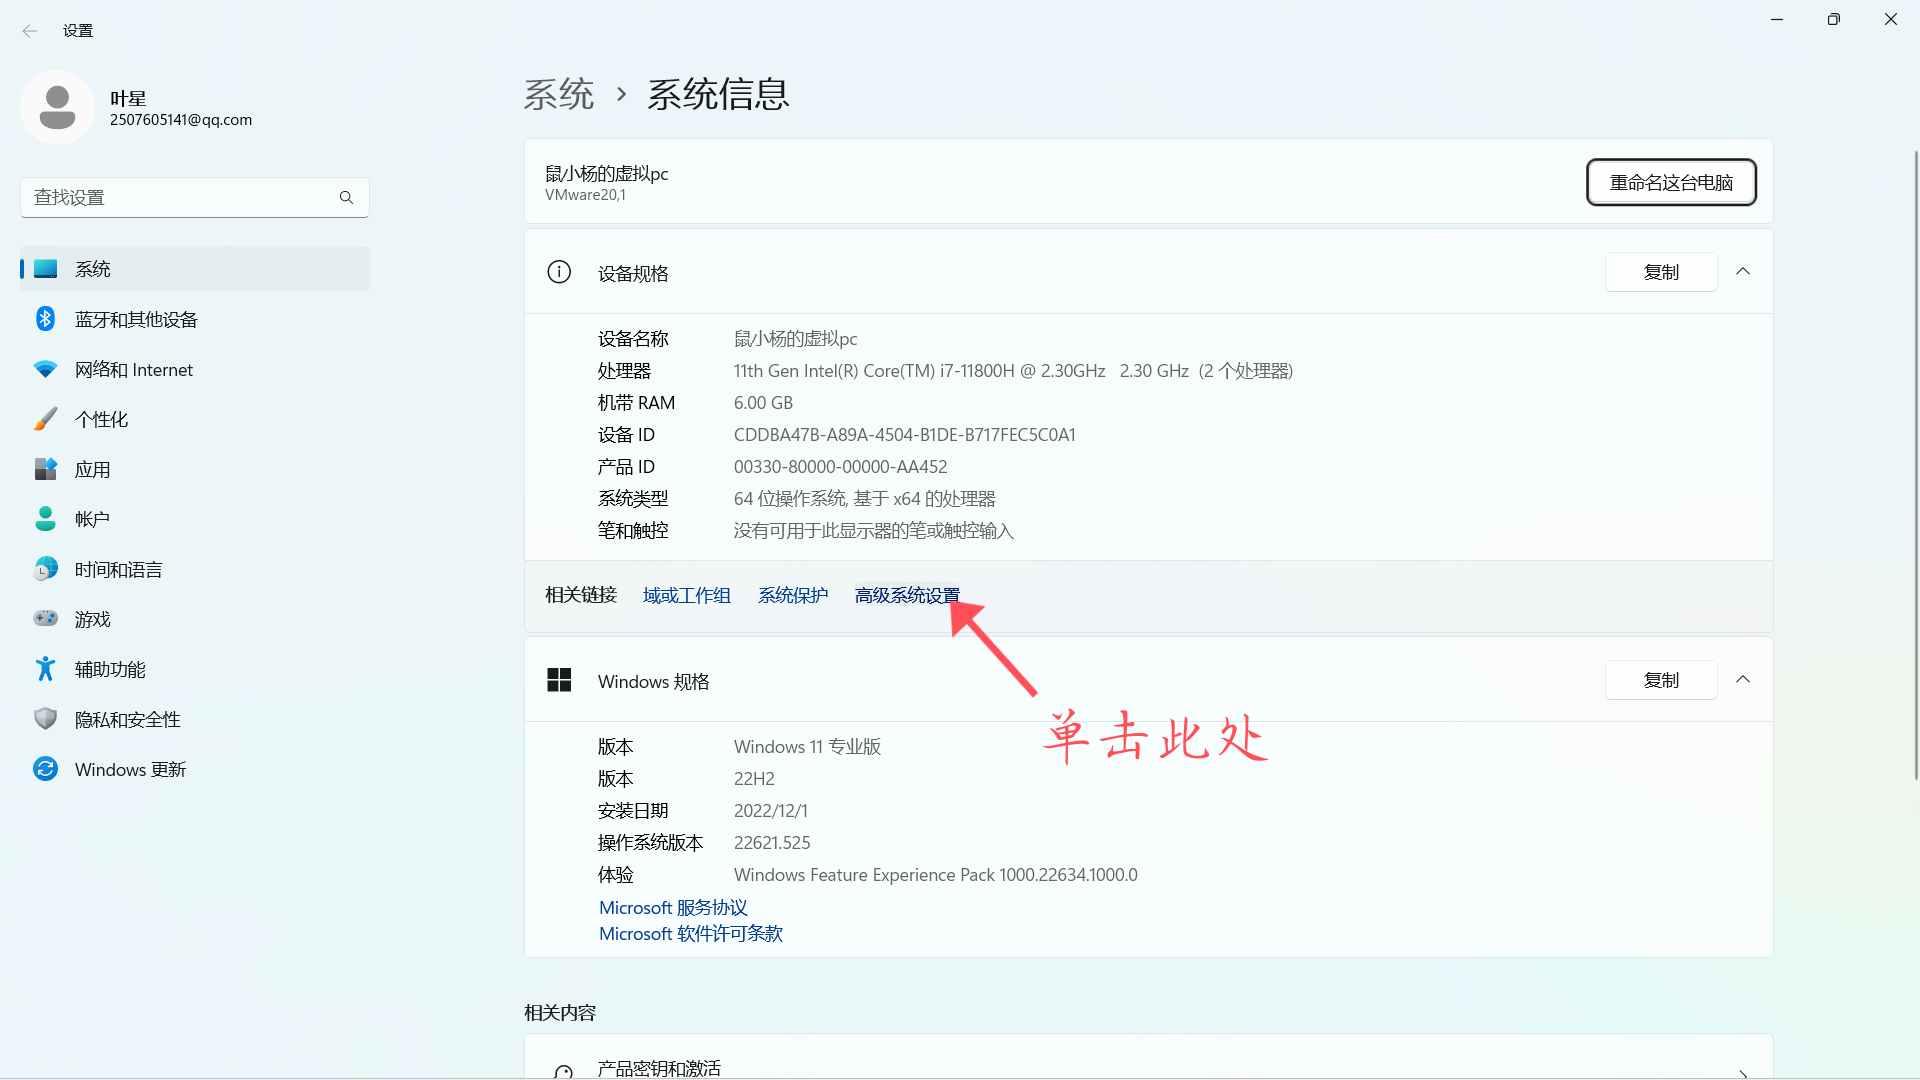 设置
叶星
2507605141@qq.com
查找设置
系统
蓝牙和其他设备
网络和 Internet
个性化
应用
帐户
时间和语言
游戏
辅助功能
隐私和安全性
Windows 更新
系统 › 系统信息
鼠小杨的虚拟pc
VMware20,1
重命名这台电脑
设备规格
复制
设备名称 鼠小杨的虚拟pc
处理器 11th Gen Intel(R) Core(TM) i7-11800H @ 2.30GHz 2.30 GHz (2 个处理器)
机带 RAM 6.00 GB
设备 ID CDDBA47B-A89A-4504-B1DE-B717FEC5C0A1
产品 ID 00330-80000-00000-AA452
系统类型 64 位操作系统, 基于 x64 的处理器
笔和触控 没有可用于此显示器的笔或触控输入
相关链接 域或工作组 系统保护 高级系统设置
单击此处
Windows 规格
复制
版本 Windows 11 专业版
版本 22H2
安装日期 2022/12/1
操作系统版本 22621.525
体验 Windows Feature Experience Pack 1000.22634.1000.0
Microsoft 服务协议
Microsoft 软件许可条款
相关内容
产品密钥和激活